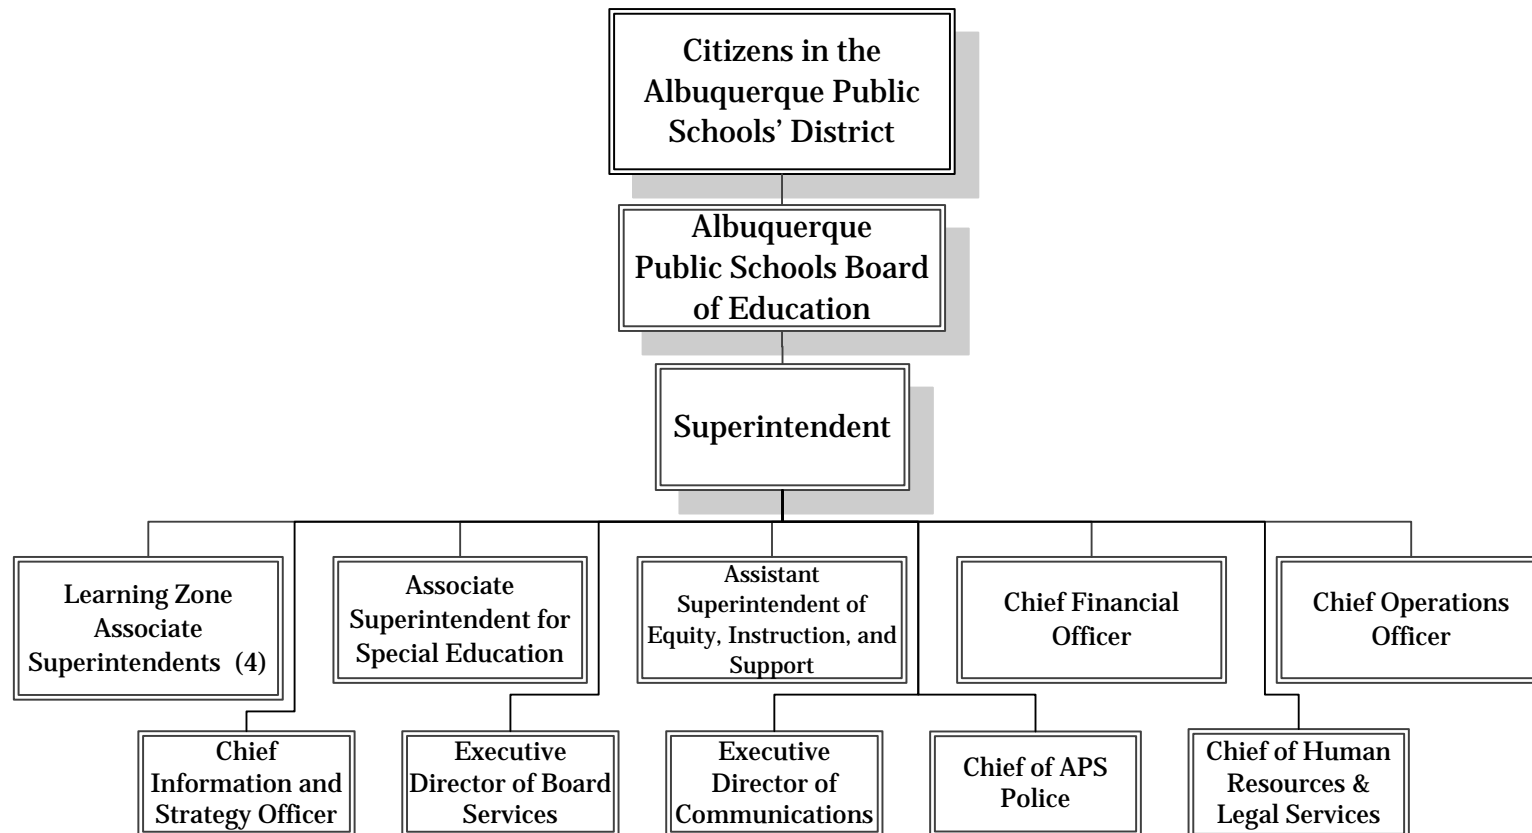 Citizens in the
Albuquerque Public
Schools’ District
Albuquerque
Public Schools Board
of Education
Superintendent
Learning Zone
Associate
Superintendents (4)
Associate
Superintendent for
Special Education
Assistant
Superintendent of
Equity, Instruction, and
Support
Chief Financial
Officer
Chief Operations
Officer
Chief
Information and
Strategy Officer
Executive
Director of Board
Services
Executive
Director of
Communications
Chief of APS
Police
Chief of Human
Resources &
Legal Services